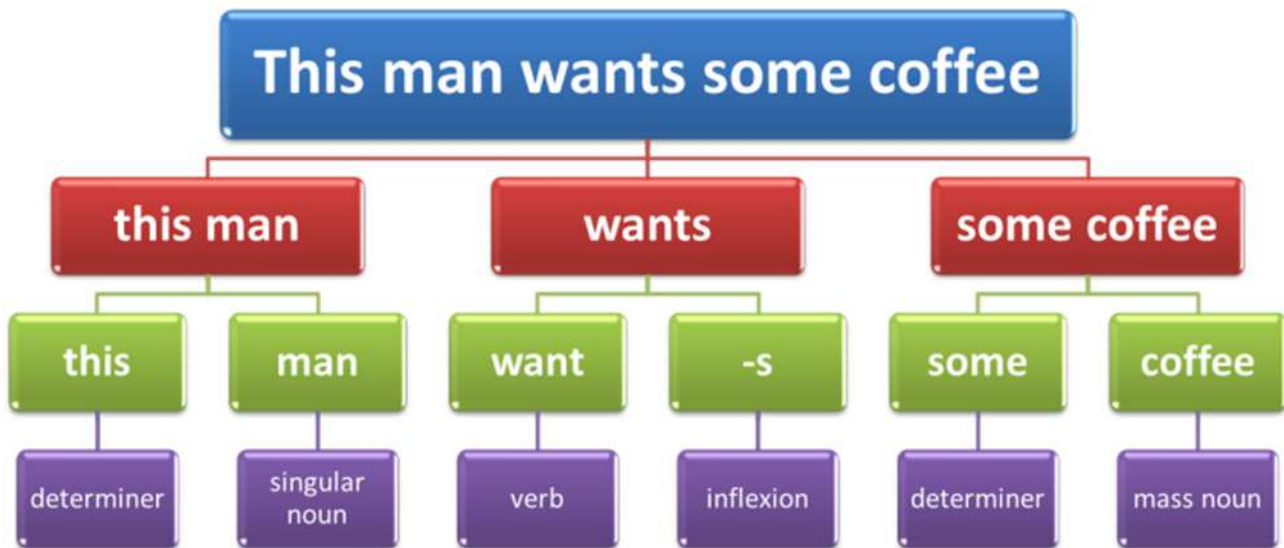 This man wants some coffee
this man
wants
some coffee
this
man
want
-s
some
coffee
determiner
singular
noun
verb
inflexion
determiner
mass noun